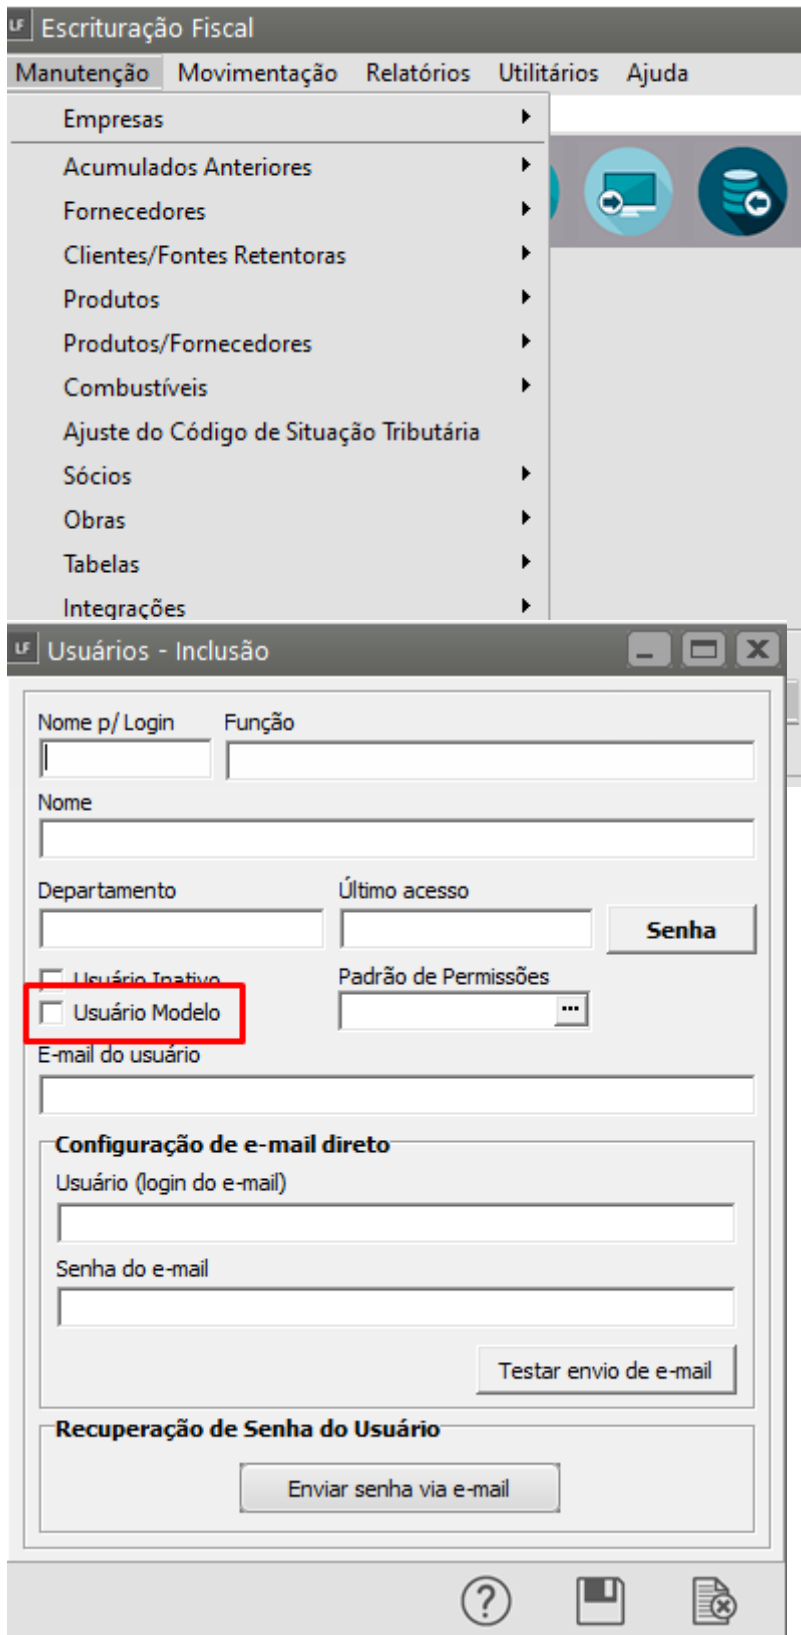 LF Escrituração Fiscal
Manutenção Movimentação Relatórios Utilitários Ajuda
Empresas
Acumulados Anteriores
Fornecedores
Clientes/Fontes Retentoras
Produtos
Produtos/Fornecedores
Combustíveis
Ajuste do Código de Situação Tributária
Sócios
Obras
Tabelas
Integrações
LF Usuários - Inclusão
Nome p/ Login Função
Nome
Departamento Último acesso
Senha
Usuário Inativo Padrão de Permissões
Usuário Modelo ...
E-mail do usuário
Configuração de e-mail direto
Usuário (login do e-mail)
Senha do e-mail
Testar envio de e-mail
Recuperação de Senha do Usuário
Enviar senha via e-mail
?